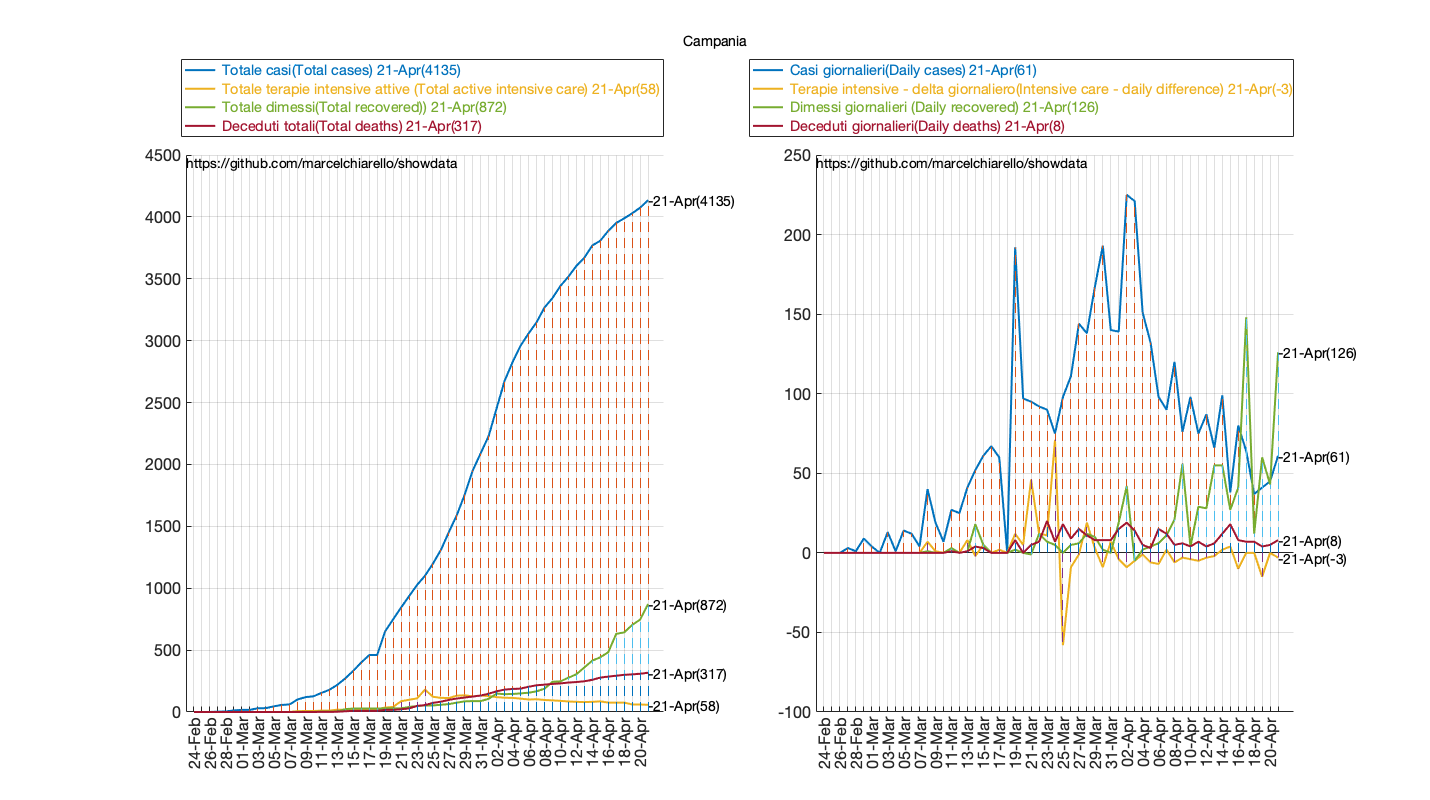 Campania
Totale casi(Total cases) 21-Apr(4135)
Totale terapie intensive attive (Total active intensive care) 21-Apr(58)
Totale dimessi(Total recovered)) 21-Apr(872)
Deceduti totali(Total deaths) 21-Apr(317)
4500
4000
3500
3000
2500
2000
1500
1000
500
0
https://github.com/marcelchiarello/showdata
21-Apr(4135)
21-Apr(872)
21-Apr(317)
21-Apr(58)
24-Feb
26-Feb
28-Feb
01-Mar
03-Mar
05-Mar
07-Mar
09-Mar
11-Mar
13-Mar
15-Mar
17-Mar
19-Mar
21-Mar
23-Mar
25-Mar
27-Mar
29-Mar
31-Mar
02-Apr
04-Apr
06-Apr
08-Apr
10-Apr
12-Apr
14-Apr
16-Apr
18-Apr
20-Apr
Casi giornalieri(Daily cases) 21-Apr(61)
Terapie intensive - delta giornaliero(Intensive care - daily difference) 21-Apr(-3)
Dimessi giornalieri (Daily recovered) 21-Apr(126)
Deceduti giornalieri(Daily deaths) 21-Apr(8)
250
200
150
100
50
0
-50
-100
https://github.com/marcelchiarello/showdata
21-Apr(126)
21-Apr(61)
21-Apr(8)
21-Apr(-3)
24-Feb
26-Feb
28-Feb
01-Mar
03-Mar
05-Mar
07-Mar
09-Mar
11-Mar
13-Mar
15-Mar
17-Mar
19-Mar
21-Mar
23-Mar
25-Mar
27-Mar
29-Mar
31-Mar
02-Apr
04-Apr
06-Apr
08-Apr
10-Apr
12-Apr
14-Apr
16-Apr
18-Apr
20-Apr